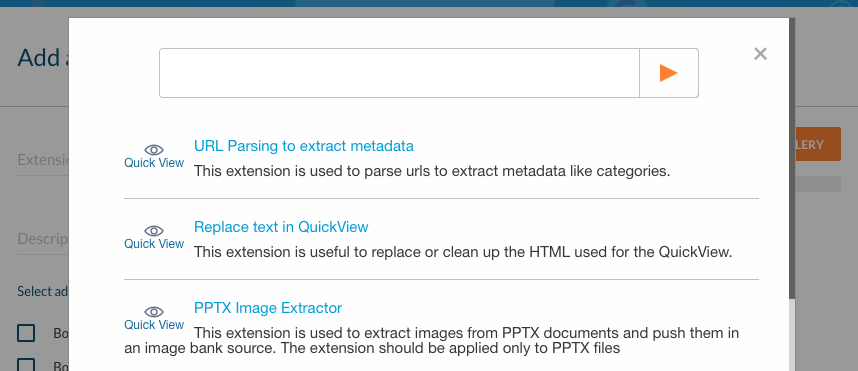 Add
URL Parsing to extract metadata
Quick View
This extension is used to parse urls to extract metadata like categories.
LERY
Extensi
Replace text in QuickView
Quick View
This extension is useful to replace or clean up the HTML used for the QuickView.
Descrip
Select ad
PPTX Image Extractor
Quick View
This extension is used to extract images from PPTX documents and push them in
an image bank source. The extension should be applied only to PPTX files
Bo
Bo